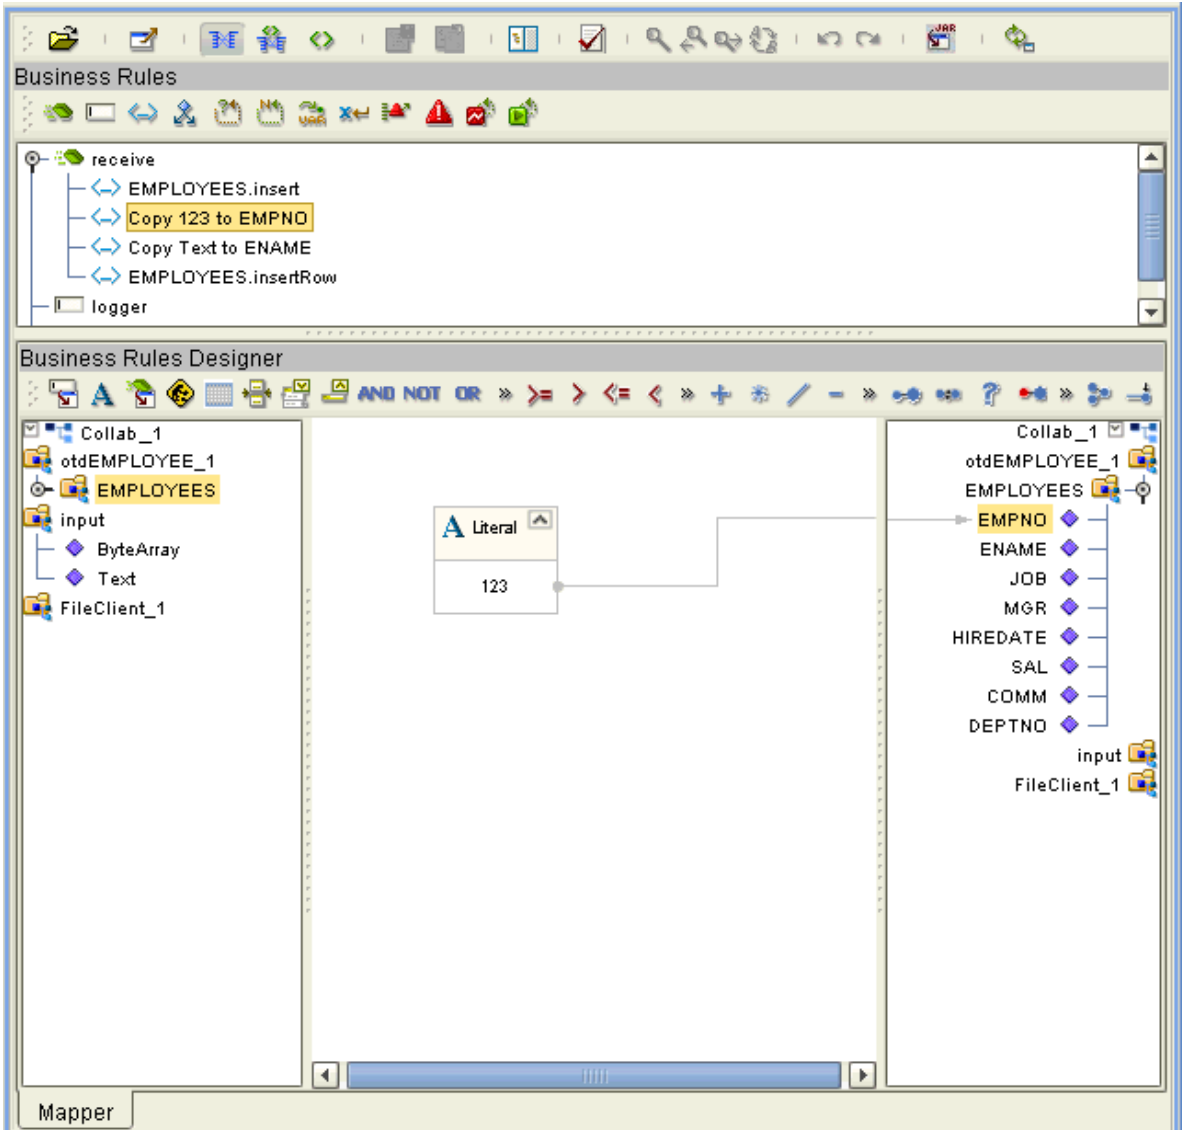 JAR
Business Rules
VAR
receive
EMPLOYEES.insert
Copy 123 to EMPNO
Copy Text to ENAME
EMPLOYEES.insertRow
logger
Business Rules Designer
A AND NOT OR » >= > <= < » + / - » ? » 
Collab_1
otdEMPLOYEE_1
EMPLOYEES
input
ByteArray
Text
FileClient_1
A Literal
123
Collab_1
otdEMPLOYEE_1
EMPLOYEES
EMPNO
ENAME
JOB
MGR
HIREDATE
SAL
COMM
DEPTNO
input
FileClient_1
Mapper